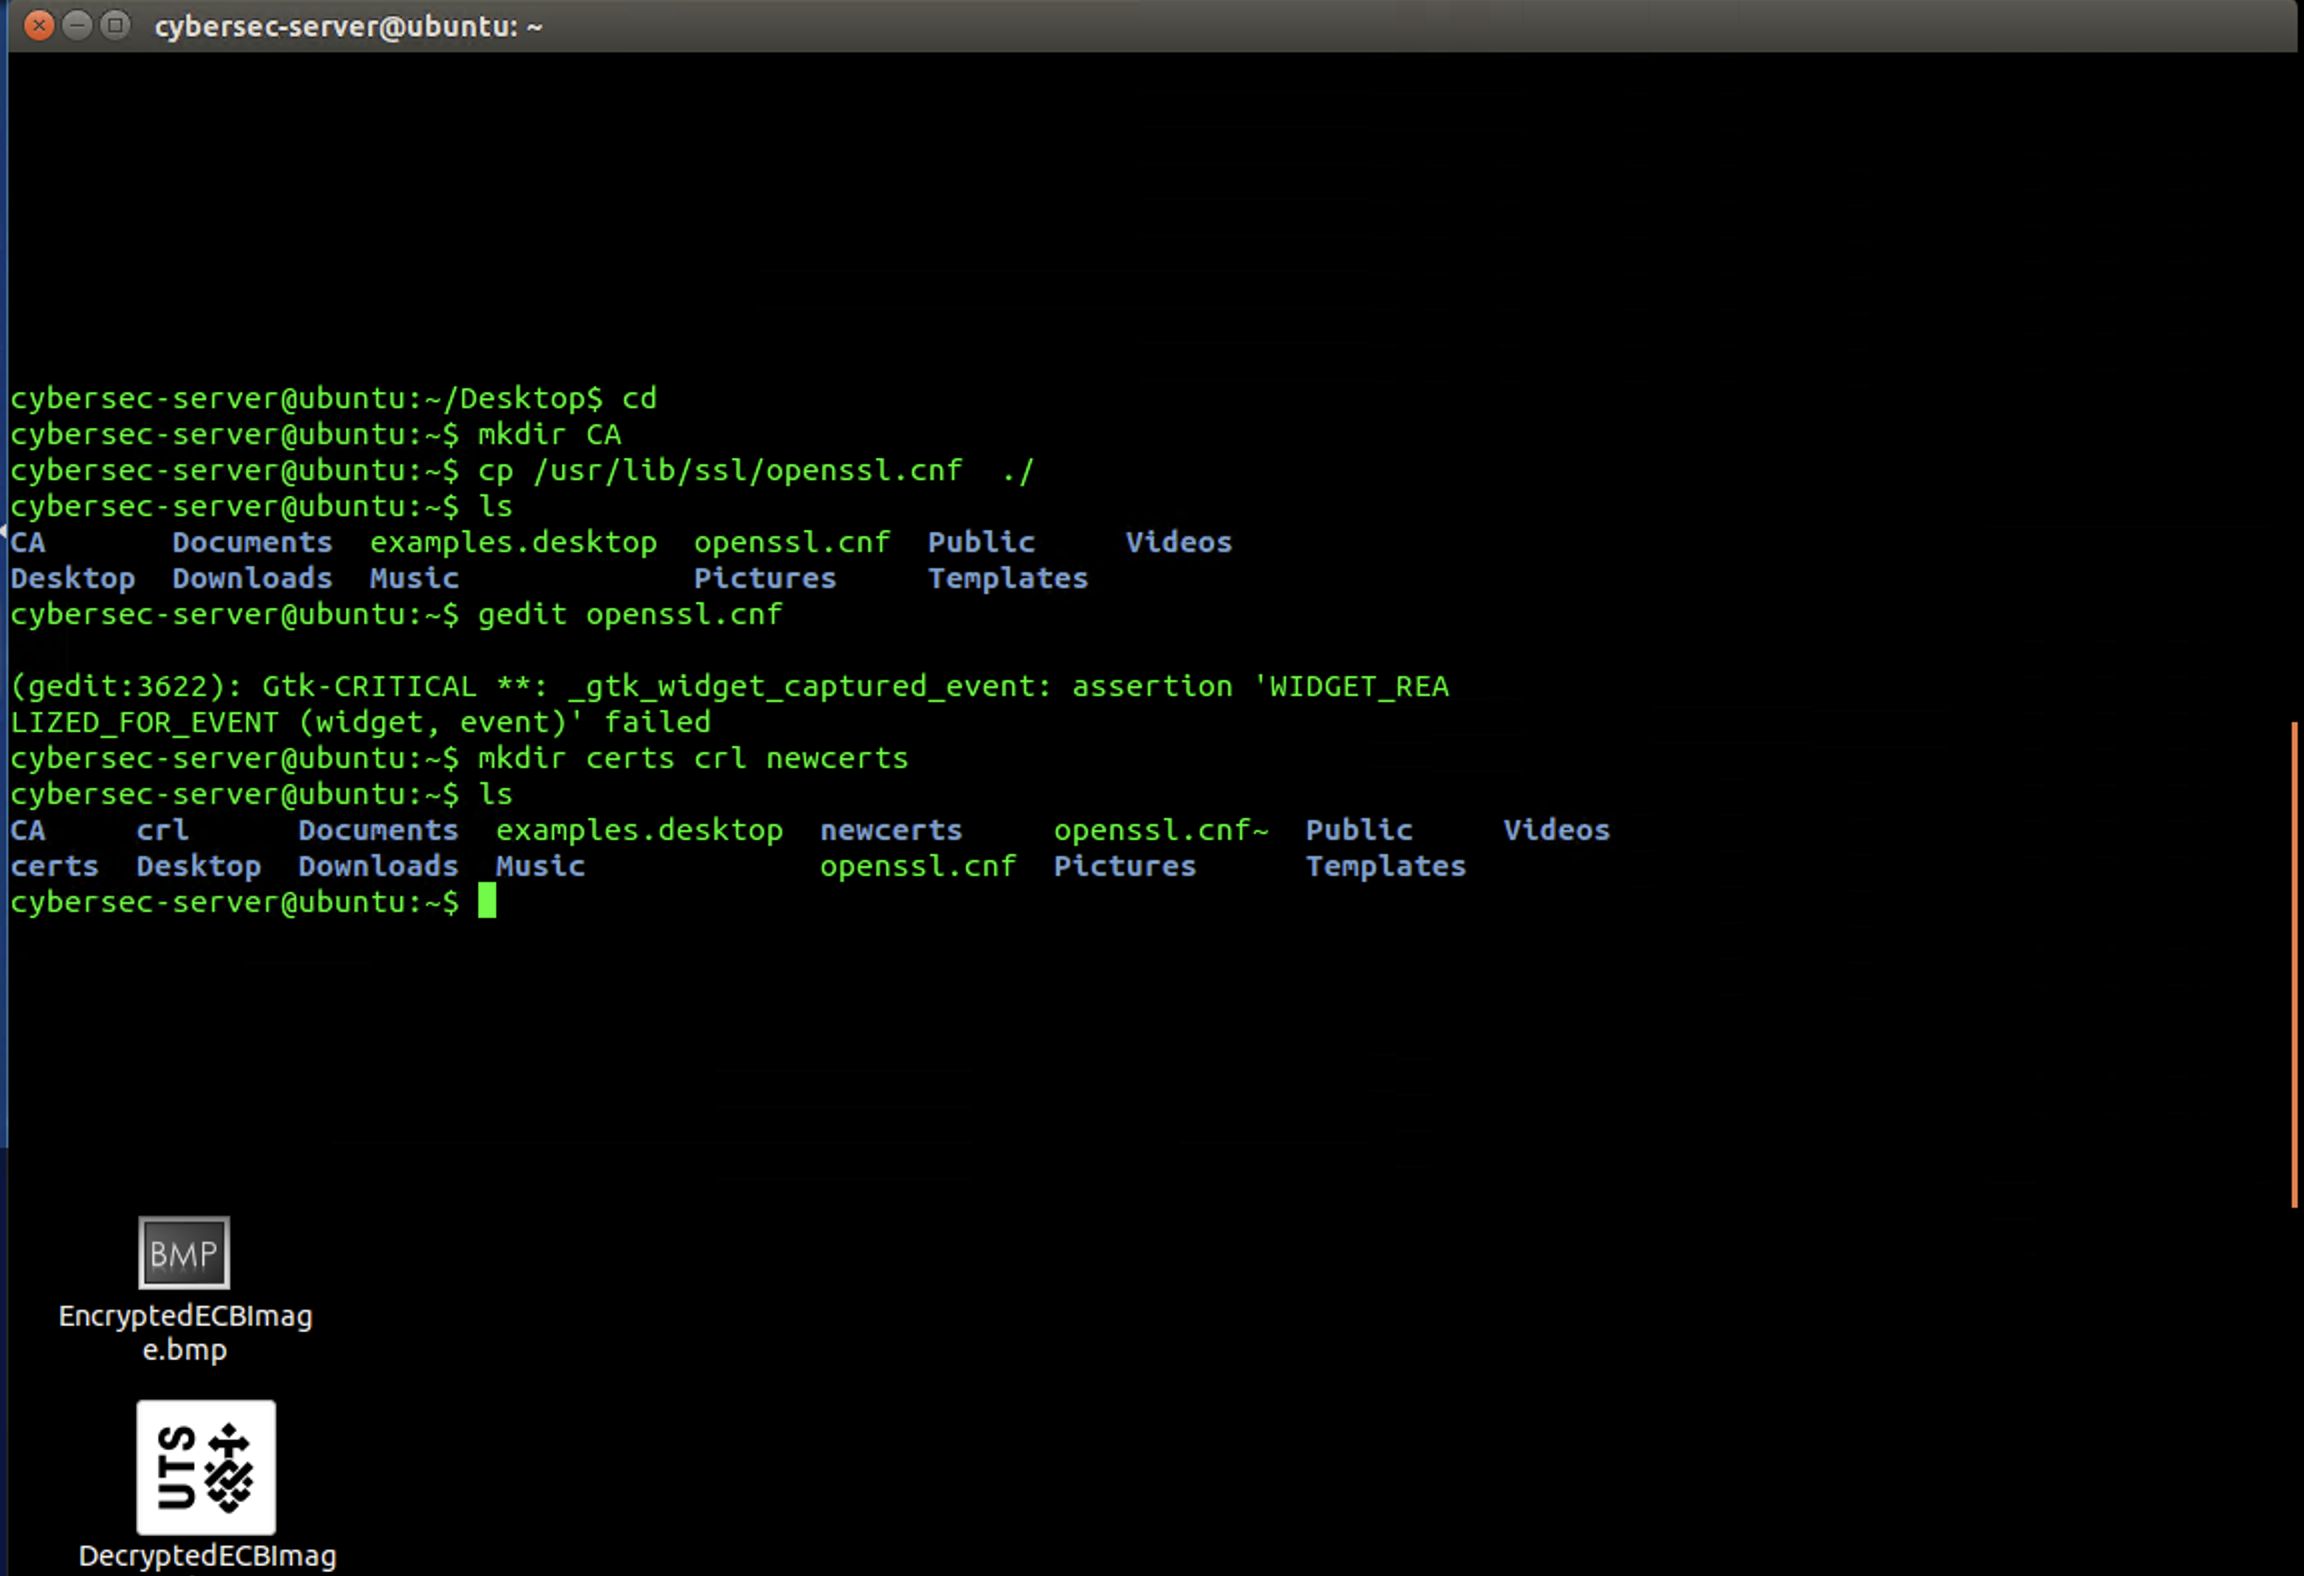 cybersec-server@ubuntu: ~
cybersec-server@ubuntu:~/Desktop$ cd
cybersec-server@ubuntu:~$ mkdir CA
cybersec-server@ubuntu:~$ cp /usr/lib/ssl/openssl.cnf  ./
cybersec-server@ubuntu:~$ ls
CA       Documents  examples.desktop  openssl.cnf  Public     Videos
Desktop  Downloads  Music             Pictures     Templates
cybersec-server@ubuntu:~$ gedit openssl.cnf
(gedit:3622): Gtk-CRITICAL **: _gtk_widget_captured_event: assertion 'WIDGET_REA
LIZED_FOR_EVENT (widget, event)' failed
cybersec-server@ubuntu:~$ mkdir certs crl newcerts
cybersec-server@ubuntu:~$ ls
CA     crl      Documents  examples.desktop  newcerts     openssl.cnf~  Public     Videos
certs  Desktop  Downloads  Music             openssl.cnf  Pictures      Templates
cybersec-server@ubuntu:~$
BMP
EncryptedECBImag
e.bmp
UTS
DecryptedECBImag